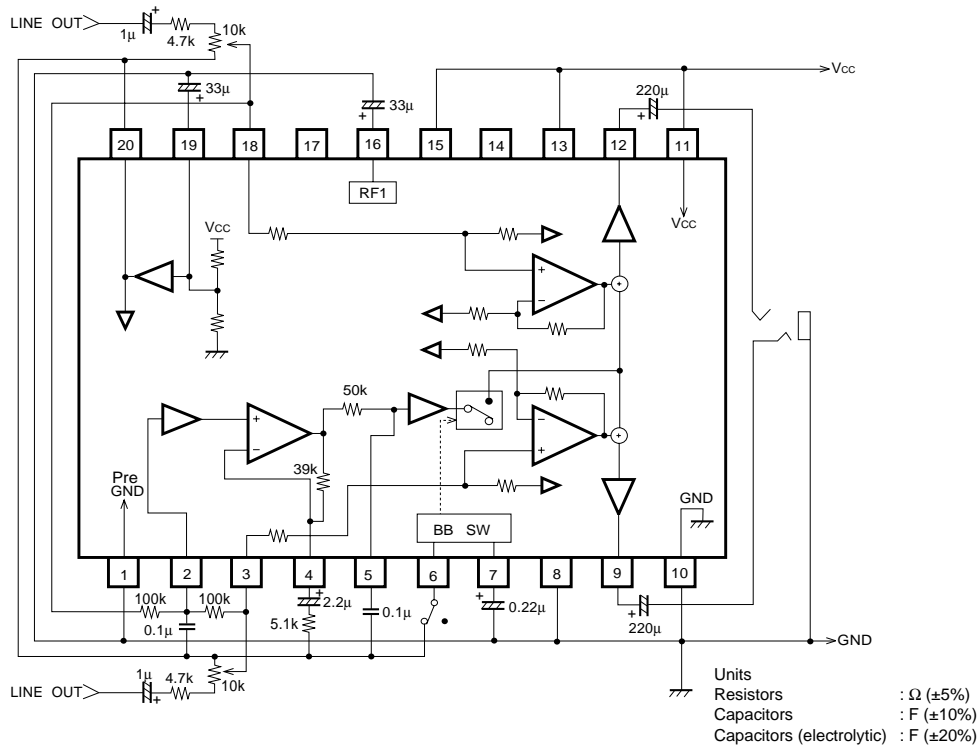 LINE OUT
1μ
+
4.7k
10k
33μ
+
33μ
+
220μ
+
VCC
20
19
18
17
16
15
14
13
12
11
RF1
VCC
VCC
+
−
+
50k
−
+
+
+
−
39k
Pre
GND
BB SW
GND
1
2
3
4
5
6
7
8
9
10
100k
100k
0.1μ
+
2.2μ
5.1k
0.1μ
+
0.22μ
+
220μ
GND
LINE OUT
1μ
+
4.7k
10k
Units
Resistors : Ω (±5%)
Capacitors : F (±10%)
Capacitors (electrolytic) : F (±20%)